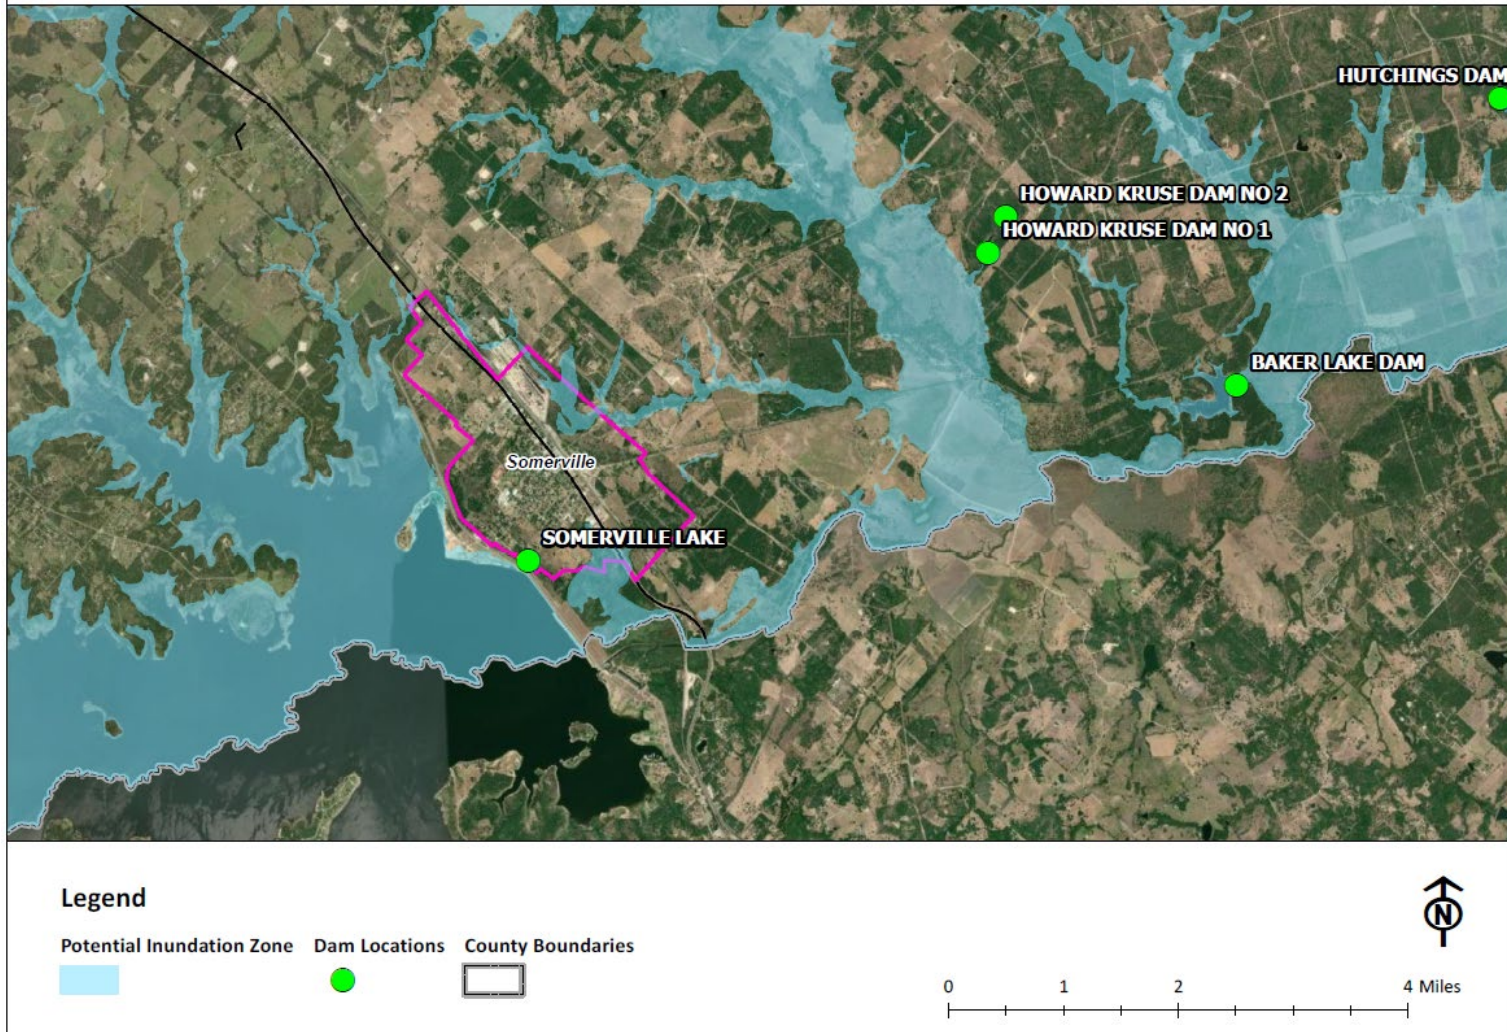 HUTCHINGS DAM
HOWARD KRUSE DAM NO 2
HOWARD KRUSE DAM NO 1
BAKER LAKE DAM
Somerville
SOMERVILLE LAKE
Legend
Potential Inundation Zone Dam Locations County Boundaries
N
0 1 2 4 Miles